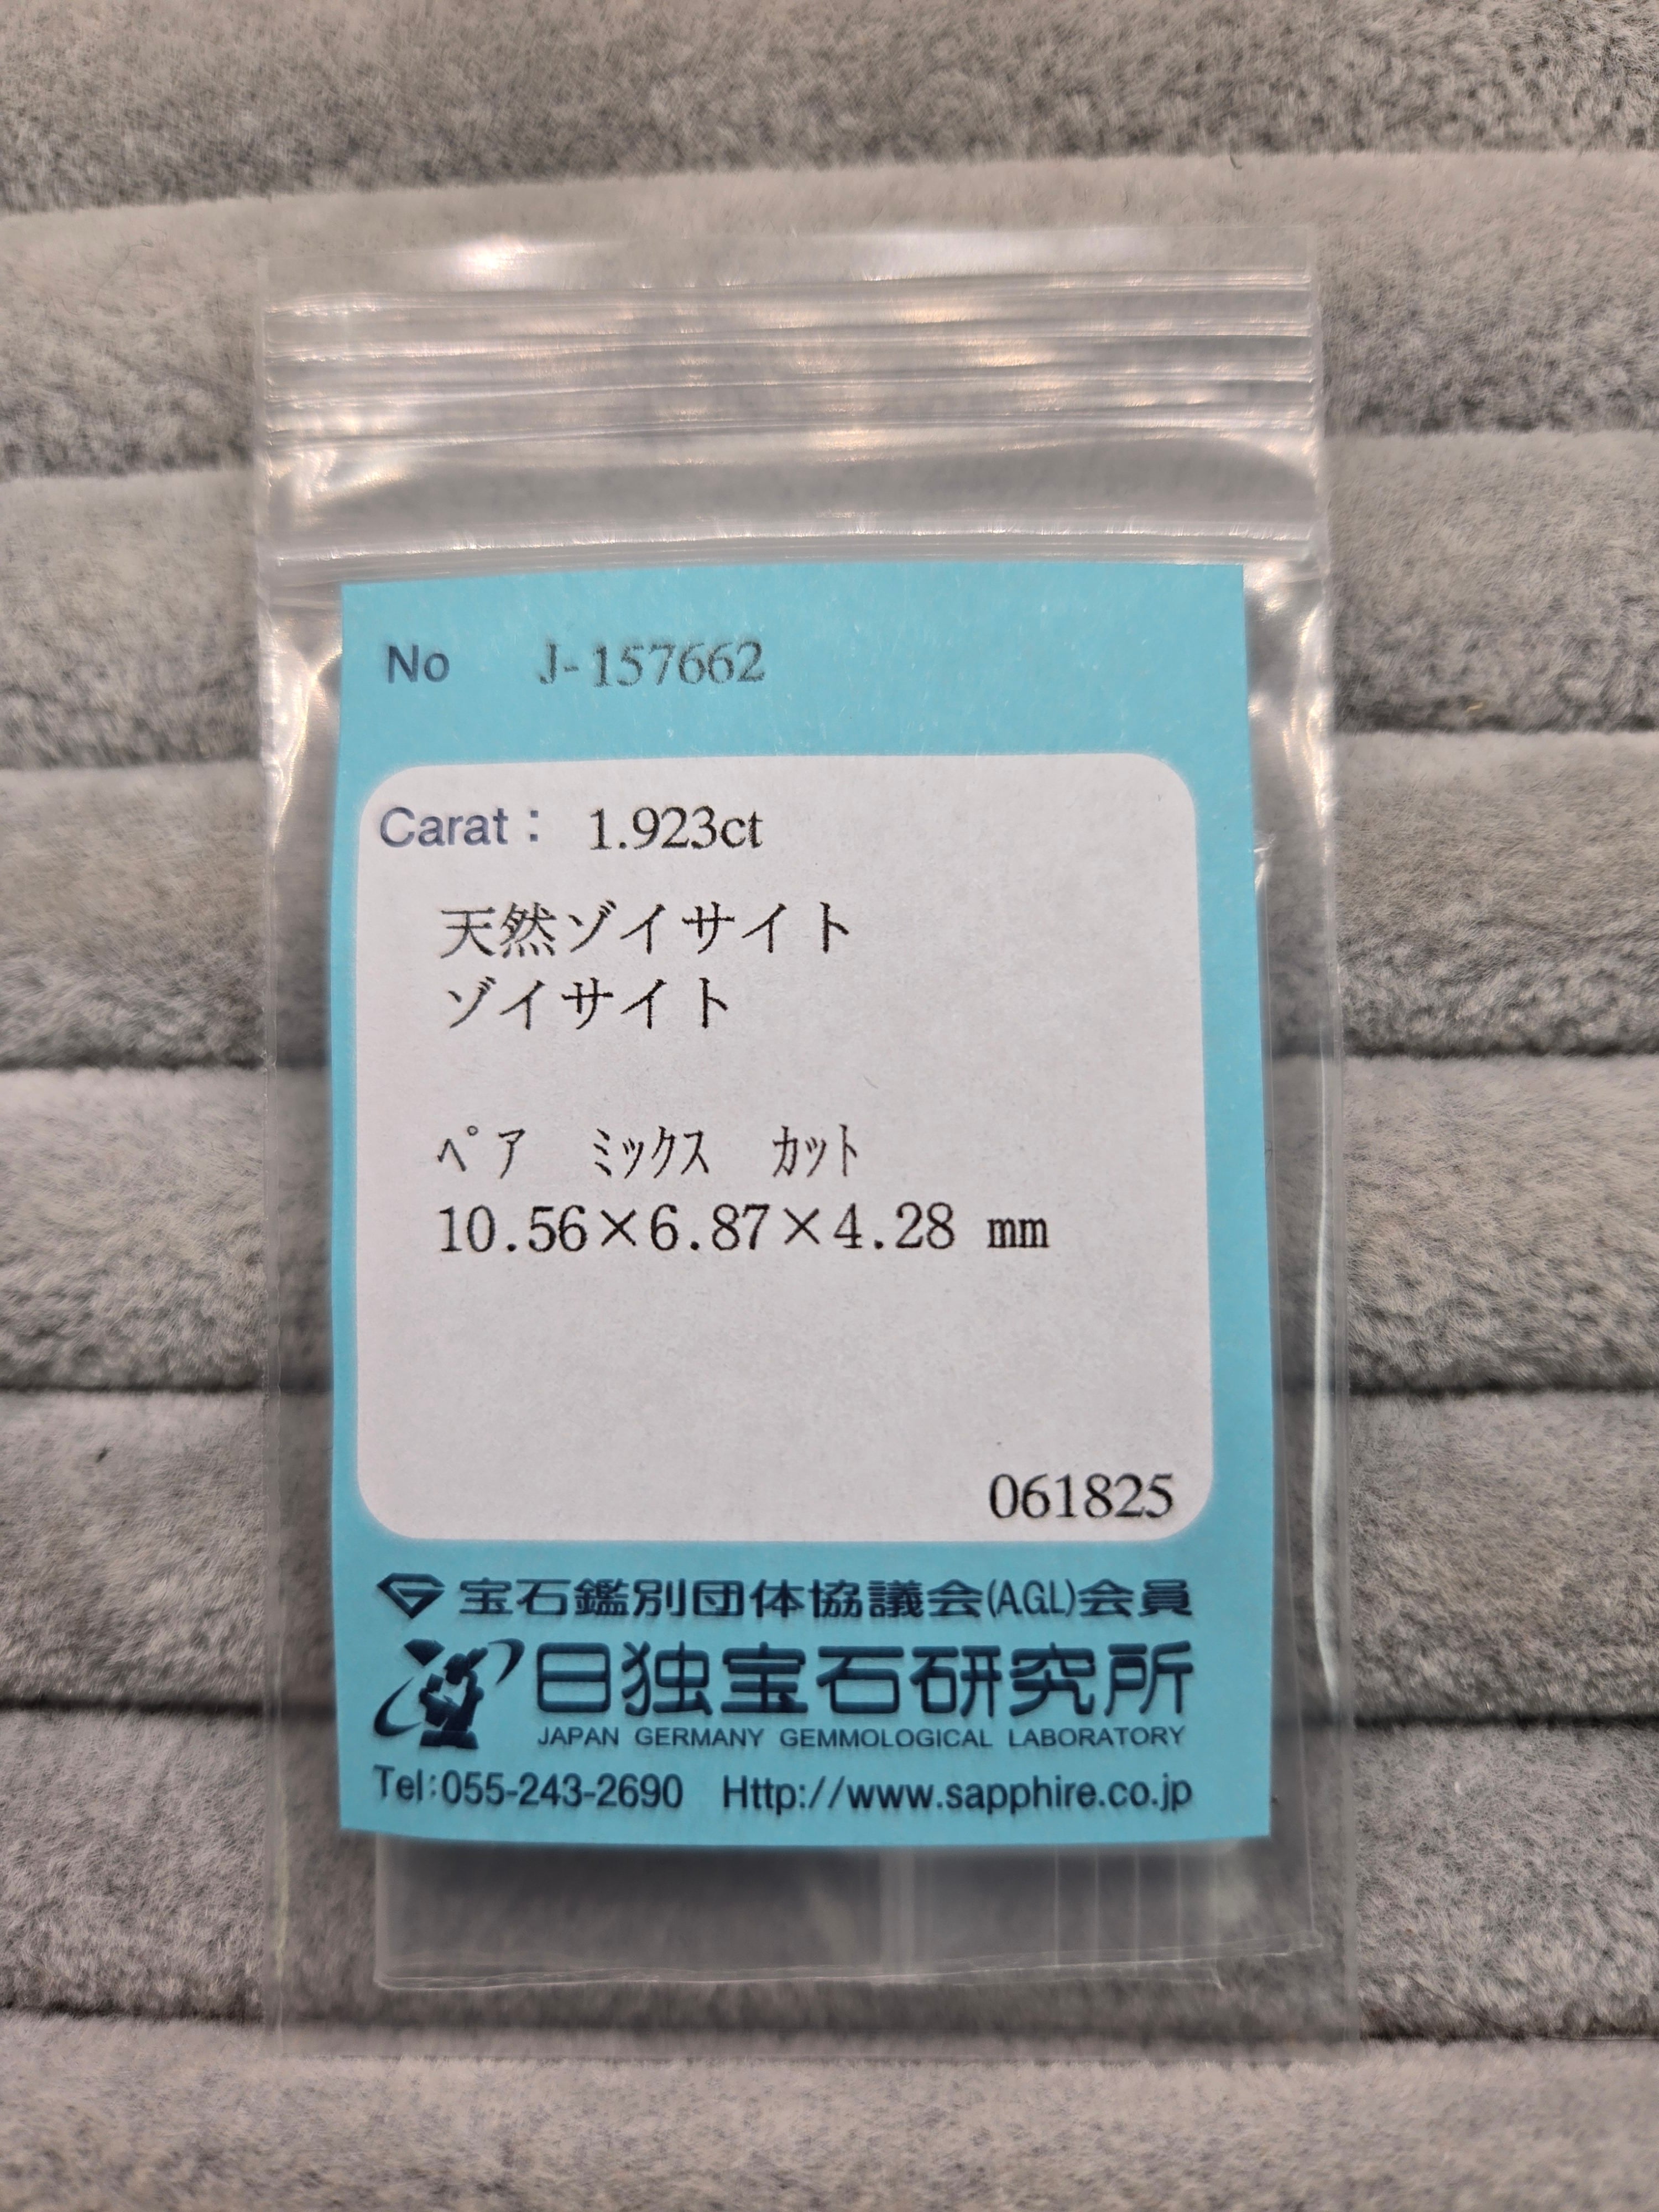 No J-157662
Carat： 1.923ct
天然ゾイサイト
ゾイサイト
ﾍﾟｱ ﾐｯｸｽ ｶｯﾄ
10.56×6.87×4.28 mm
061825
宝石鑑別団体協議会(AGL)会員
日独宝石研究所
JAPAN GERMANY GEMMOLOGICAL LABORATORY
Tel:055-243-2690 Http://www.sapphire.co.jp